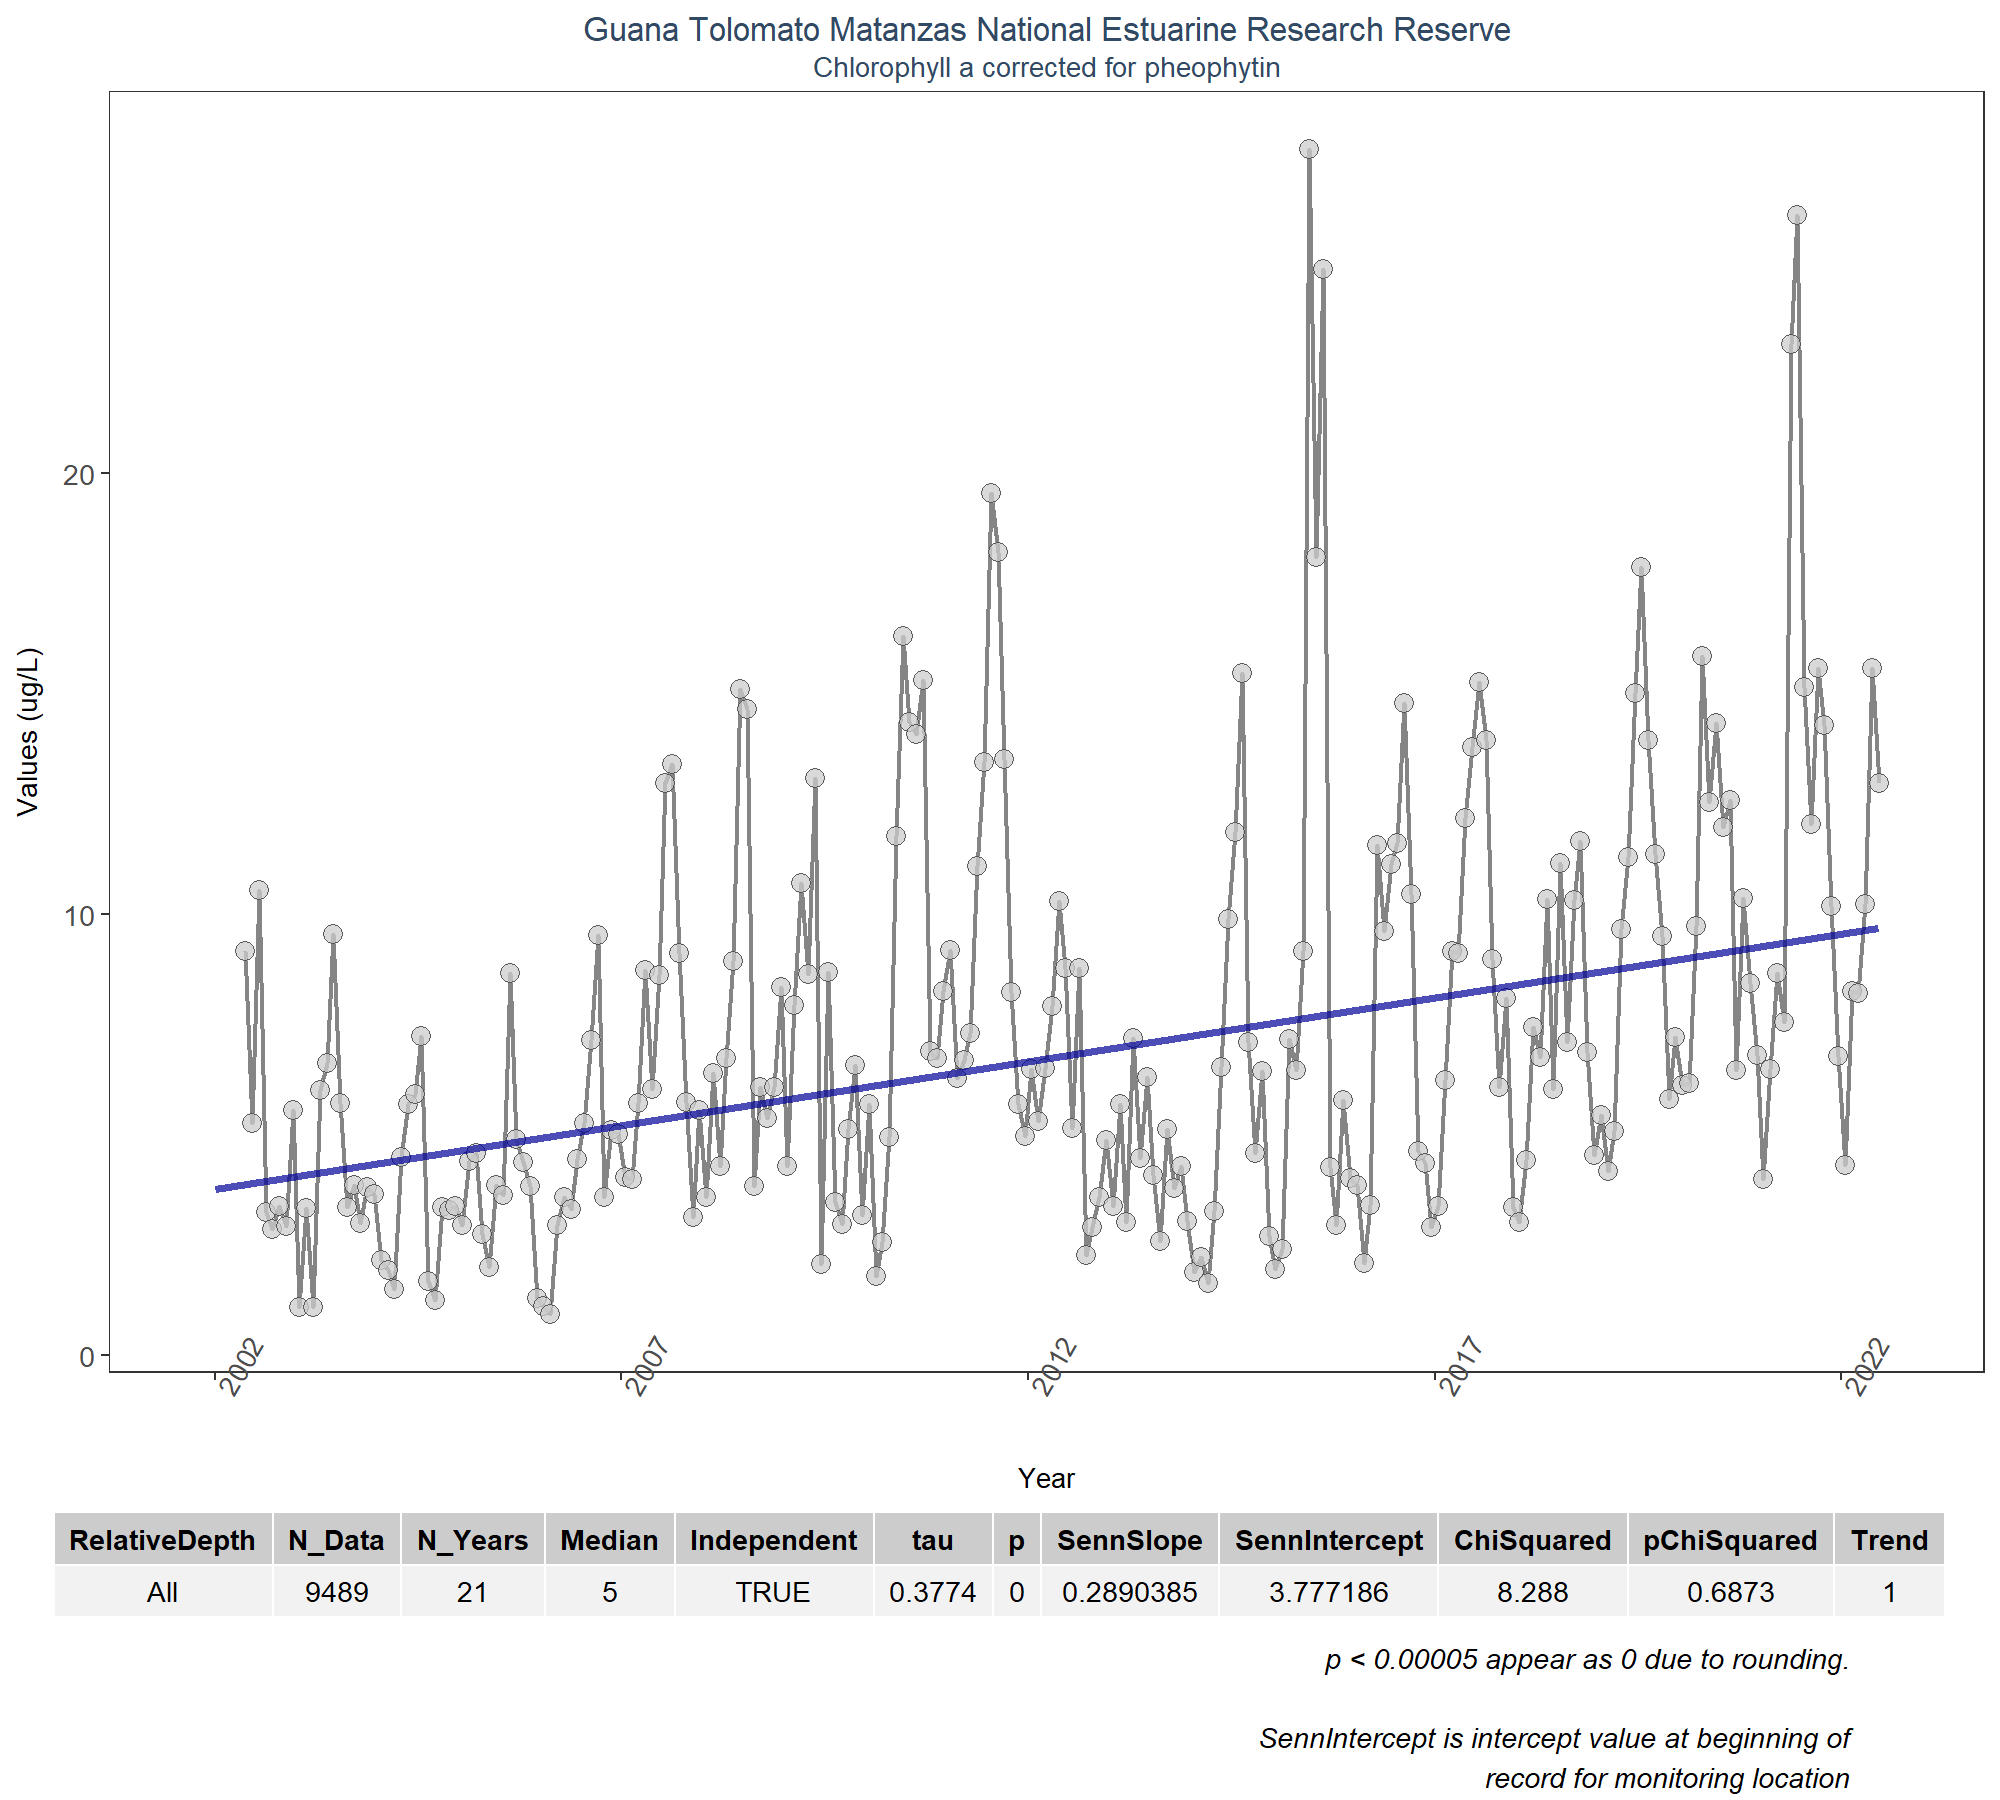 Guana Tolomato Matanzas National Estuarine Research Reserve
Chlorophyll a corrected for pheophytin
Values (ug/L)
20
10
0
2002 2007 2012 2017 2022
Year
RelativeDepth N_Data N_Years Median Independent tau p SennSlope SennIntercept ChiSquared pChiSquared Trend
All 9489 21 5 TRUE 0.3774 0 0.2890385 3.777186 8.288 0.6873 1
p < 0.00005 appear as 0 due to rounding.
SennIntercept is intercept value at beginning of
record for monitoring location